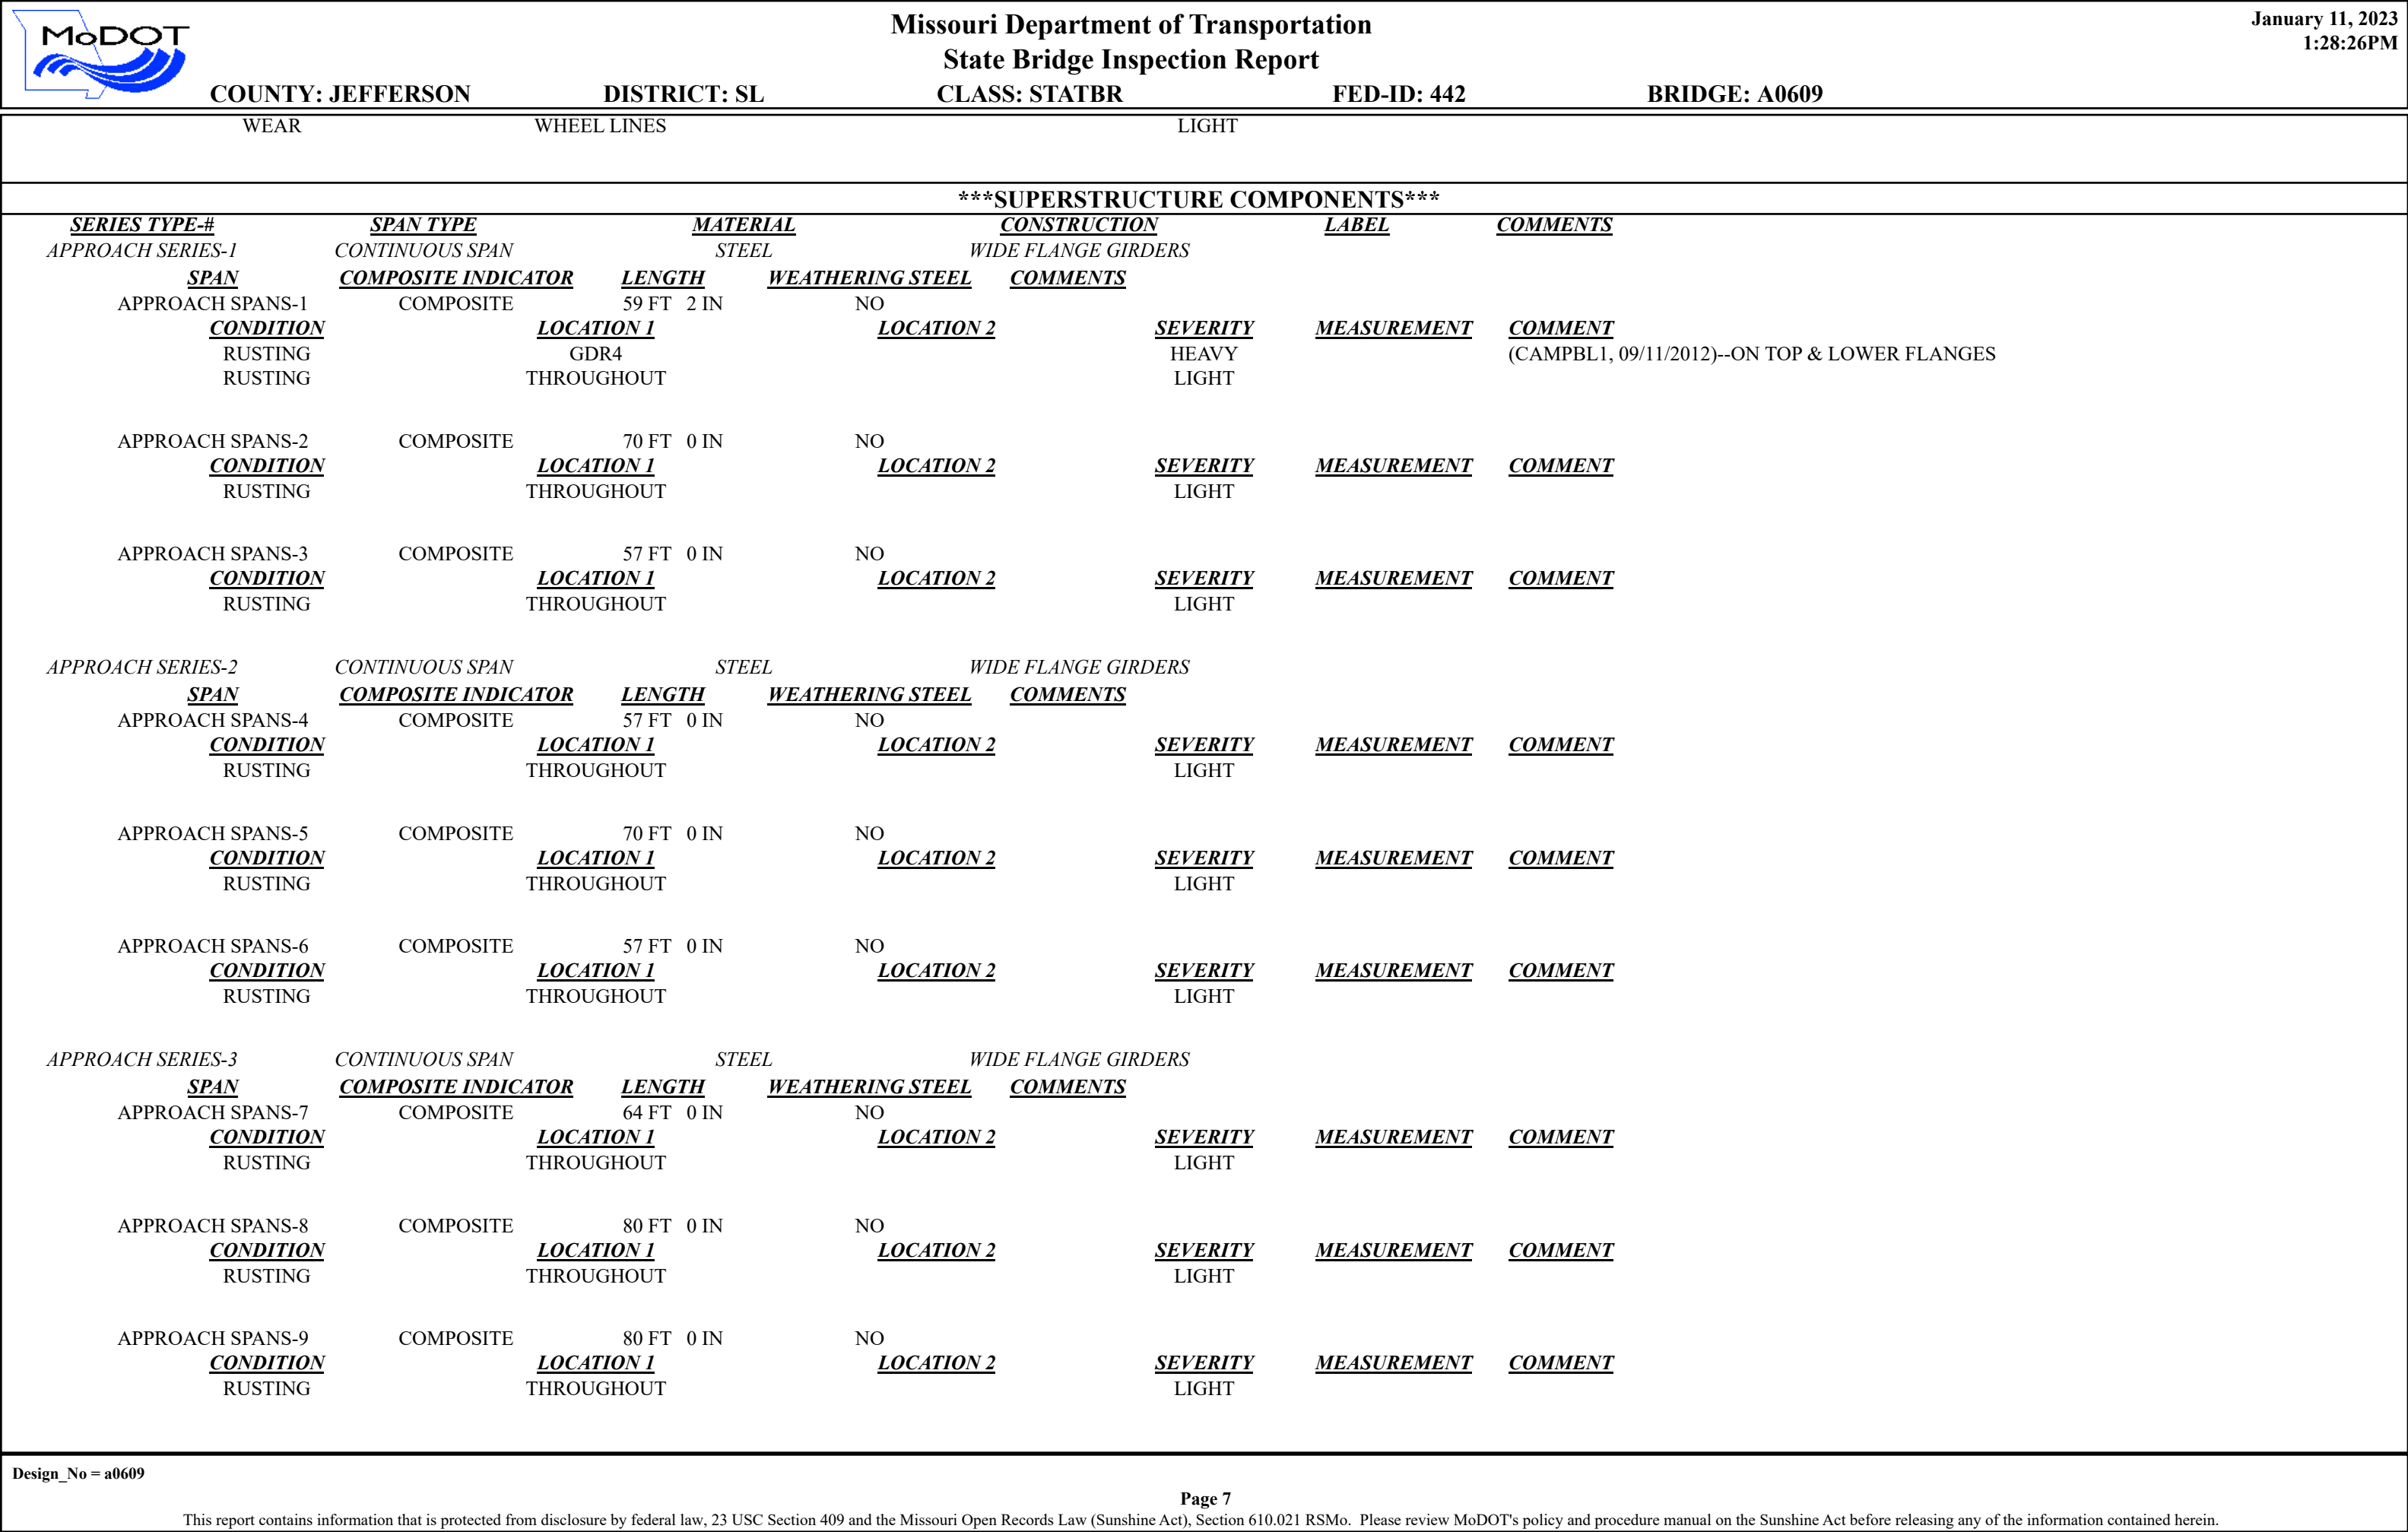 MoDOT
Missouri Department of Transportation
State Bridge Inspection Report
January 11, 2023
1:28:26PM
COUNTY: JEFFERSON DISTRICT: SL CLASS: STATBR FED-ID: 442 BRIDGE: A0609
WEAR WHEEL LINES LIGHT
***SUPERSTRUCTURE COMPONENTS***
SERIES TYPE-# SPAN TYPE MATERIAL CONSTRUCTION LABEL COMMENTS
APPROACH SERIES-1 CONTINUOUS SPAN STEEL WIDE FLANGE GIRDERS
SPAN COMPOSITE INDICATOR LENGTH WEATHERING STEEL COMMENTS
APPROACH SPANS-1 COMPOSITE 59 FT 2 IN NO
CONDITION LOCATION 1 LOCATION 2 SEVERITY MEASUREMENT COMMENT
RUSTING GDR4 HEAVY (CAMPBL1, 09/11/2012)--ON TOP & LOWER FLANGES
RUSTING THROUGHOUT LIGHT
APPROACH SPANS-2 COMPOSITE 70 FT 0 IN NO
CONDITION LOCATION 1 LOCATION 2 SEVERITY MEASUREMENT COMMENT
RUSTING THROUGHOUT LIGHT
APPROACH SPANS-3 COMPOSITE 57 FT 0 IN NO
CONDITION LOCATION 1 LOCATION 2 SEVERITY MEASUREMENT COMMENT
RUSTING THROUGHOUT LIGHT
APPROACH SERIES-2 CONTINUOUS SPAN STEEL WIDE FLANGE GIRDERS
SPAN COMPOSITE INDICATOR LENGTH WEATHERING STEEL COMMENTS
APPROACH SPANS-4 COMPOSITE 57 FT 0 IN NO
CONDITION LOCATION 1 LOCATION 2 SEVERITY MEASUREMENT COMMENT
RUSTING THROUGHOUT LIGHT
APPROACH SPANS-5 COMPOSITE 70 FT 0 IN NO
CONDITION LOCATION 1 LOCATION 2 SEVERITY MEASUREMENT COMMENT
RUSTING THROUGHOUT LIGHT
APPROACH SPANS-6 COMPOSITE 57 FT 0 IN NO
CONDITION LOCATION 1 LOCATION 2 SEVERITY MEASUREMENT COMMENT
RUSTING THROUGHOUT LIGHT
APPROACH SERIES-3 CONTINUOUS SPAN STEEL WIDE FLANGE GIRDERS
SPAN COMPOSITE INDICATOR LENGTH WEATHERING STEEL COMMENTS
APPROACH SPANS-7 COMPOSITE 64 FT 0 IN NO
CONDITION LOCATION 1 LOCATION 2 SEVERITY MEASUREMENT COMMENT
RUSTING THROUGHOUT LIGHT
APPROACH SPANS-8 COMPOSITE 80 FT 0 IN NO
CONDITION LOCATION 1 LOCATION 2 SEVERITY MEASUREMENT COMMENT
RUSTING THROUGHOUT LIGHT
APPROACH SPANS-9 COMPOSITE 80 FT 0 IN NO
CONDITION LOCATION 1 LOCATION 2 SEVERITY MEASUREMENT COMMENT
RUSTING THROUGHOUT LIGHT
Design_No = a0609
Page 7
This report contains information that is protected from disclosure by federal law, 23 USC Section 409 and the Missouri Open Records Law (Sunshine Act), Section 610.021 RSMo. Please review MoDOT's policy and procedure manual on the Sunshine Act before releasing any of the information contained herein.